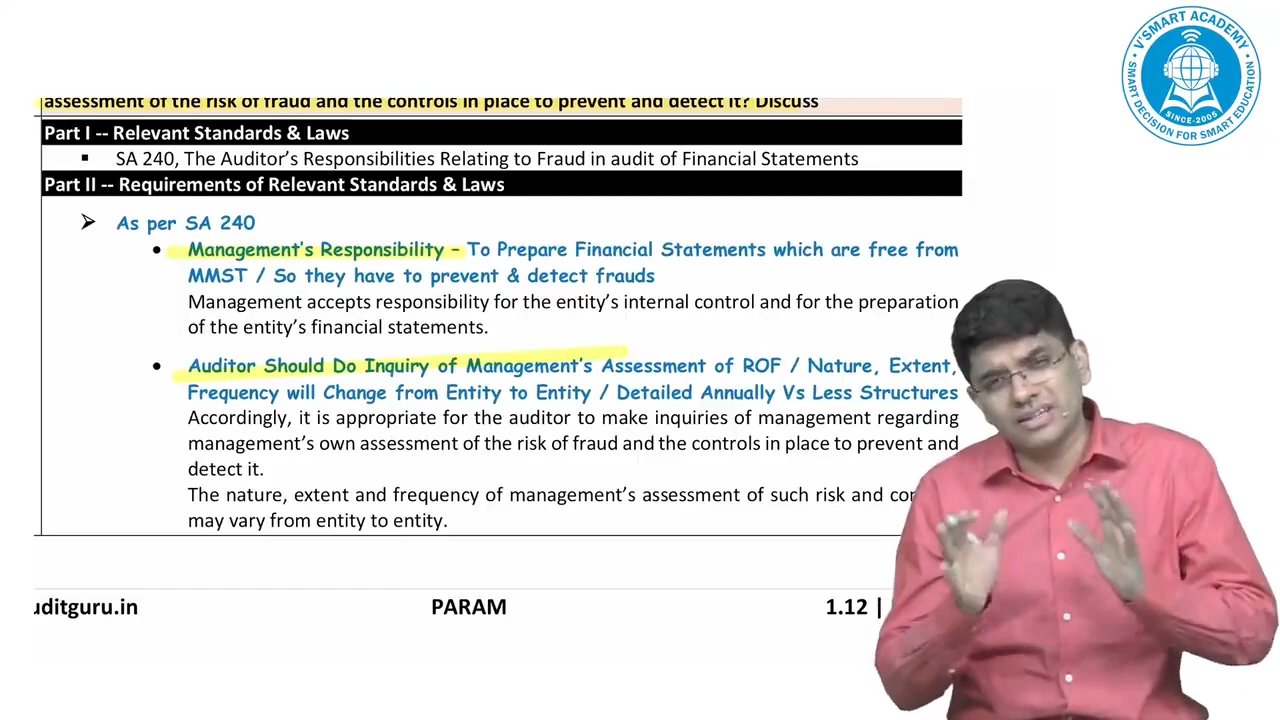 V'SMART ACADEMY
SMART DECISION FOR SMART EDUCATION
SINCE-2005
assessment of the risk of fraud and the controls in place to prevent and detect it? Discuss
Part I -- Relevant Standards & Laws
▪ SA 240, The Auditor's Responsibilities Relating to Fraud in audit of Financial Statements
Part II -- Requirements of Relevant Standards & Laws
➢ As per SA 240
• Management's Responsibility – To Prepare Financial Statements which are free from
MMST / So they have to prevent & detect frauds
Management accepts responsibility for the entity's internal control and for the preparation
of the entity's financial statements.
• Auditor Should Do Inquiry of Management's Assessment of ROF / Nature, Extent,
Frequency will Change from Entity to Entity / Detailed Annually Vs Less Structures
Accordingly, it is appropriate for the auditor to make inquiries of management regarding
management's own assessment of the risk of fraud and the controls in place to prevent and
detect it.
The nature, extent and frequency of management's assessment of such risk and
may vary from entity to entity.
uditguru.in PARAM 1.12 |